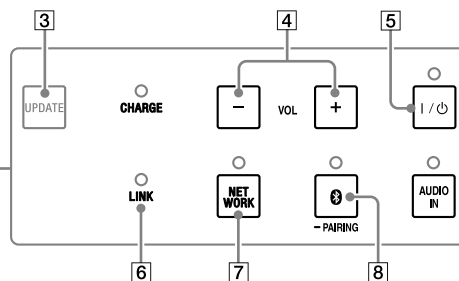 3
4
5
UPDATE
CHARGE
−
VOL
+
I / ⏻
LINK
NET
WORK
AUDIO
IN
– PAIRING
6
7
8